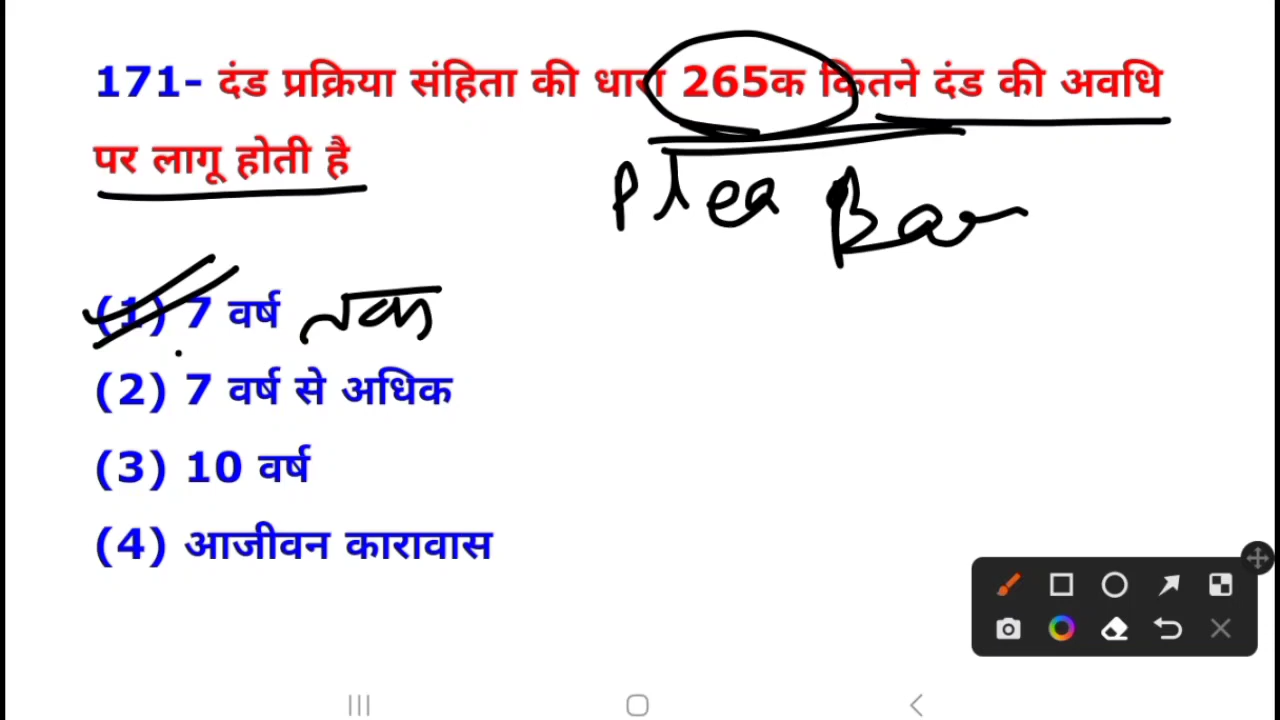 171- दंड प्रक्रिया संहिता की धारा 265क कितने दंड की अवधि
पर लागू होती है
Plea Bar
(1) 7 वर्ष तक
(2) 7 वर्ष से अधिक
(3) 10 वर्ष
(4) आजीवन कारावास